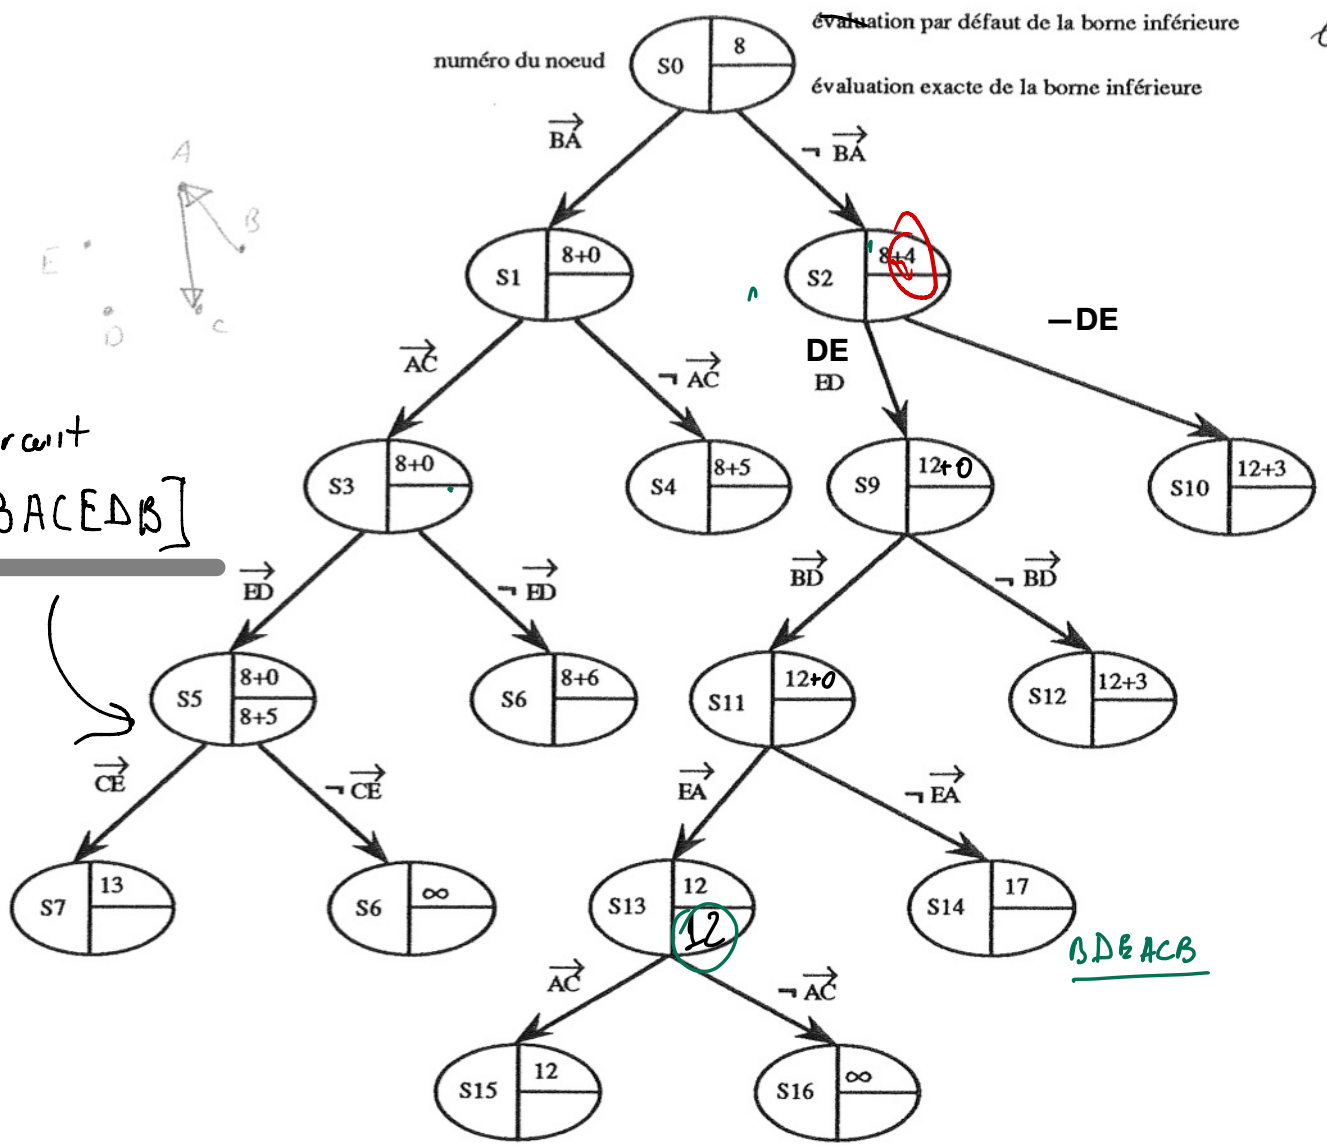 évaluation par défaut de la borne inférieure
numéro du noeud
S0
8
évaluation exacte de la borne inférieure
BA
¬ BA
A
B
E
D
C
S1
8+0
S2
8+4
AC
¬ AC
DE
ED
—DE
S3
8+0
S4
8+5
S9
12+0
S10
12+3
BACEDB]
ED
¬ ED
BD
¬ BD
S5
8+0
8+5
S6
8+6
S11
12+0
S12
12+3
CE
¬ CE
EA
¬ EA
S7
13
S6
∞
S13
12
12
S14
17
BDEACB
AC
¬ AC
S15
12
S16
∞